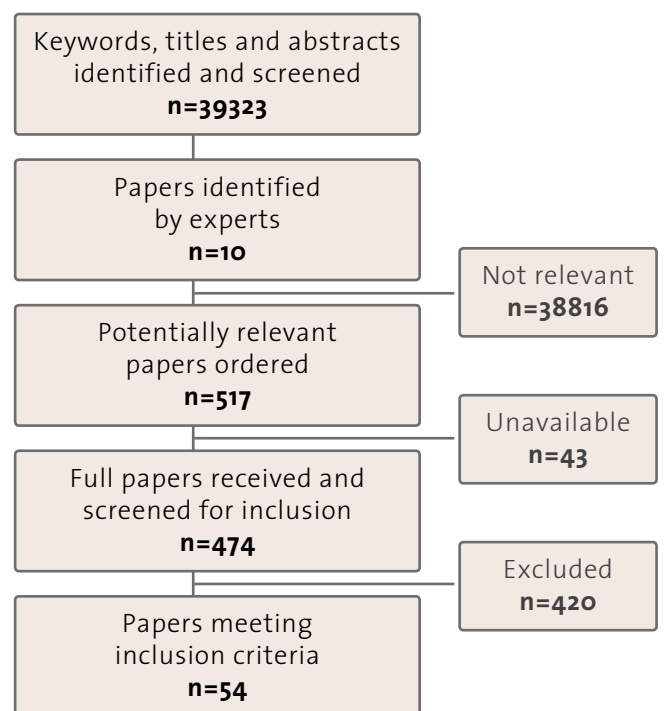 Keywords, titles and abstracts
identified and screened
n=39323
Papers identified
by experts
n=10
Not relevant
n=38816
Potentially relevant
papers ordered
n=517
Unavailable
n=43
Full papers received and
screened for inclusion
n=474
Excluded
n=420
Papers meeting
inclusion criteria
n=54